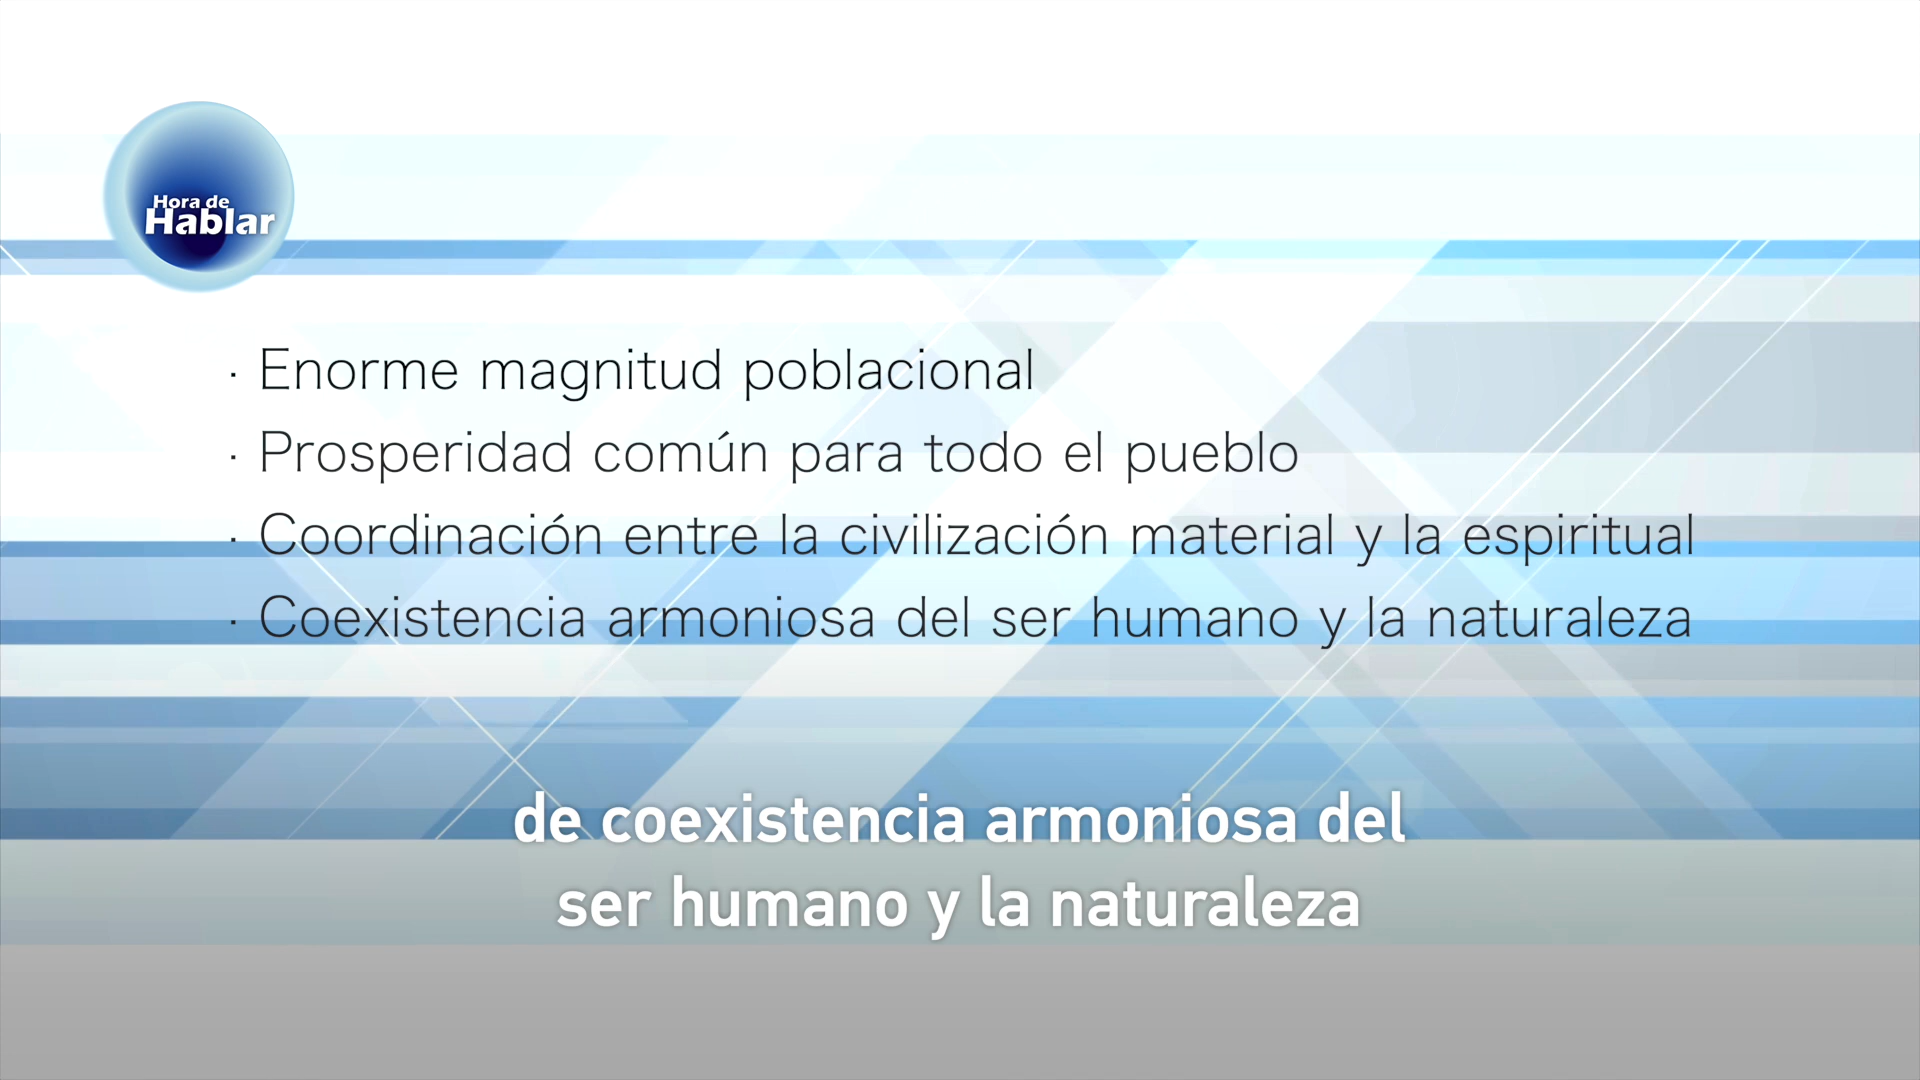 Hora de
Hablar
· Enorme magnitud poblacional
· Prosperidad común para todo el pueblo
· Coordinación entre la civilización material y la espiritual
· Coexistencia armoniosa del ser humano y la naturaleza
de coexistencia armoniosa del
ser humano y la naturaleza